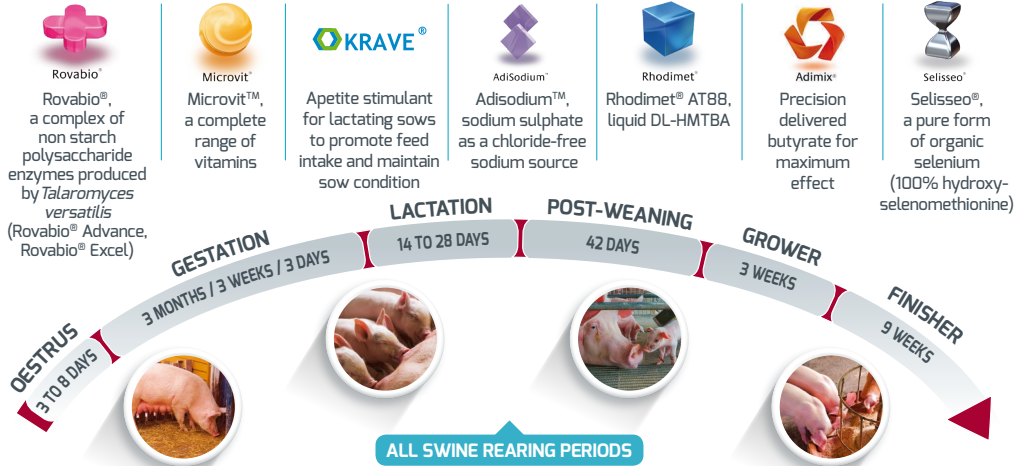 Rovabio®
Rovabio®,
a complex of
non starch
polysaccharide
enzymes produced
by Talaromyces
versatilis
(Rovabio® Advance,
Rovabio® Excel)
Microvit®
Microvit™,
a complete
range of
vitamins
KRAVE®
Apetite stimulant
for lactating sows
to promote feed
intake and maintain
sow condition
AdiSodium™
Adisodium™,
sodium sulphate
as a chloride-free
sodium source
Rhodimet®
Rhodimet® AT88,
liquid DL-HMTBA
Adimix®
Precision
delivered
butyrate for
maximum
effect
Selisseo®
Selisseo®,
a pure form
of organic
selenium
(100% hydroxy-
selenomethionine)
OESTRUS
3 TO 8 DAYS
GESTATION
3 MONTHS / 3 WEEKS / 3 DAYS
LACTATION
14 TO 28 DAYS
POST-WEANING
42 DAYS
GROWER
3 WEEKS
FINISHER
9 WEEKS
ALL SWINE REARING PERIODS